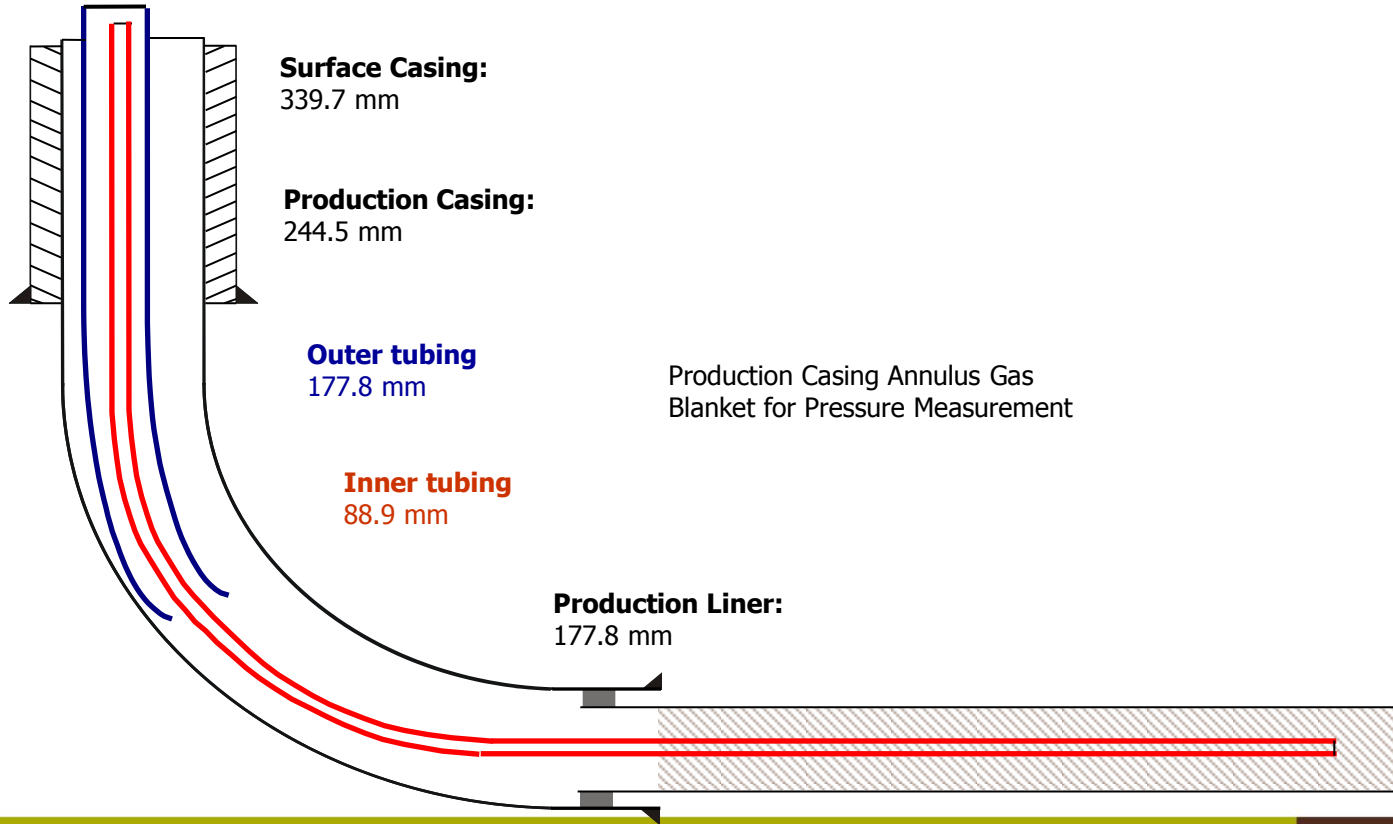 Surface Casing:
339.7 mm
Production Casing:
244.5 mm
Outer tubing
177.8 mm
Production Casing Annulus Gas
Blanket for Pressure Measurement
Inner tubing
88.9 mm
Production Liner:
177.8 mm